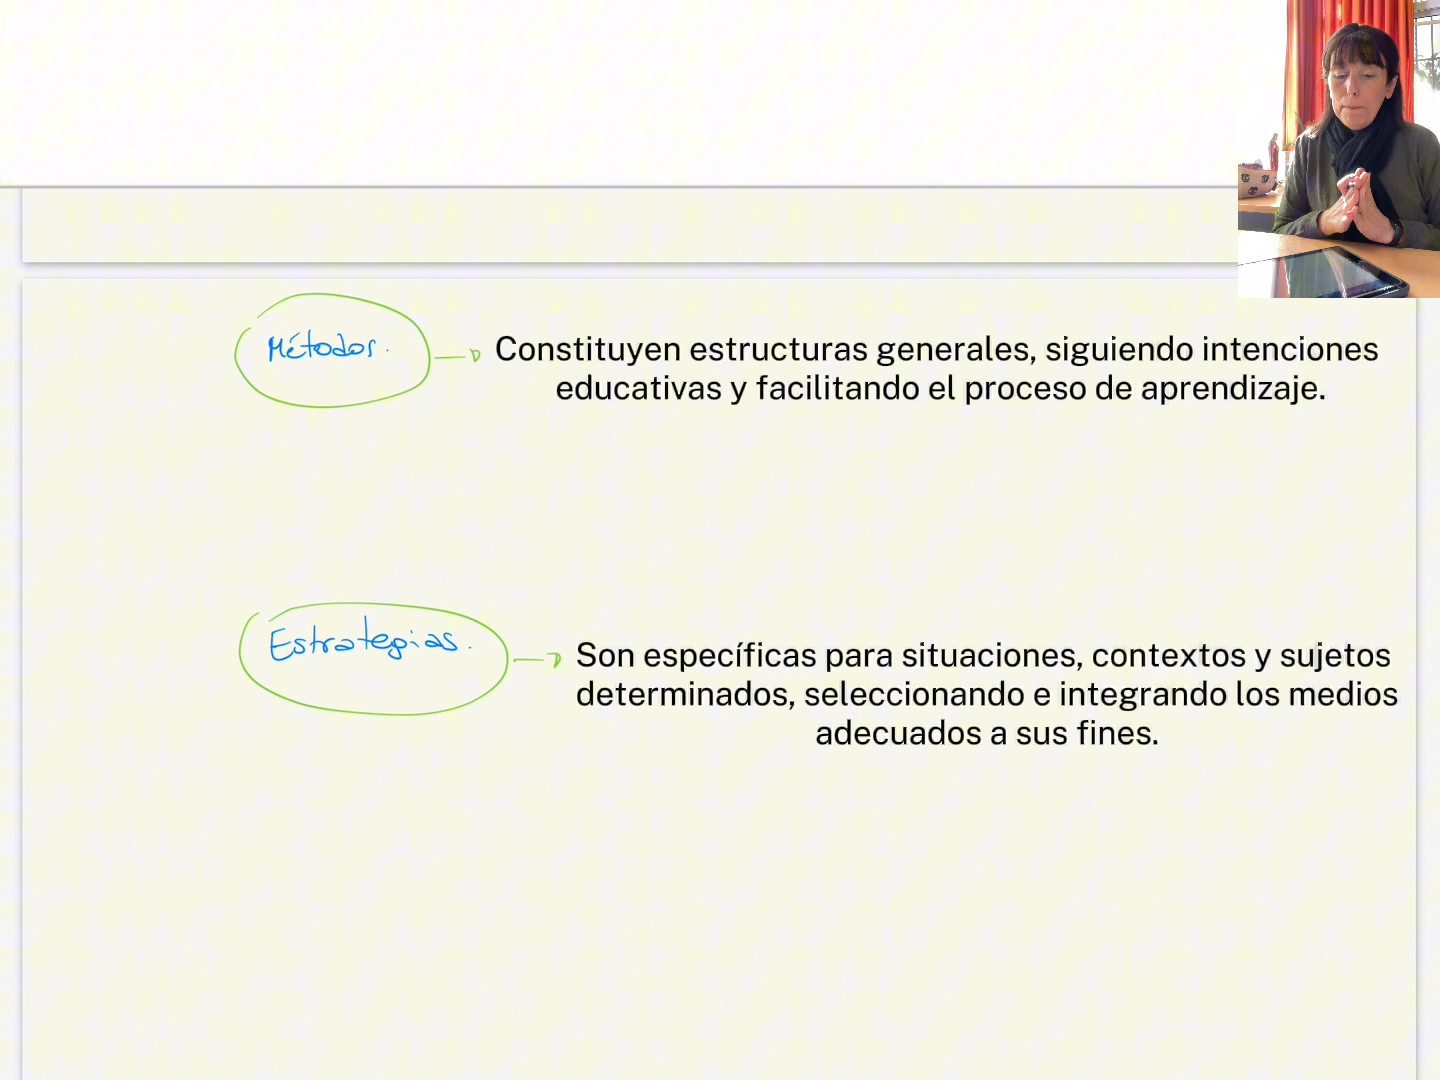 Métodos.
Constituyen estructuras generales, siguiendo intenciones
educativas y facilitando el proceso de aprendizaje.
Estrategias.
Son específicas para situaciones, contextos y sujetos
determinados, seleccionando e integrando los medios
adecuados a sus fines.